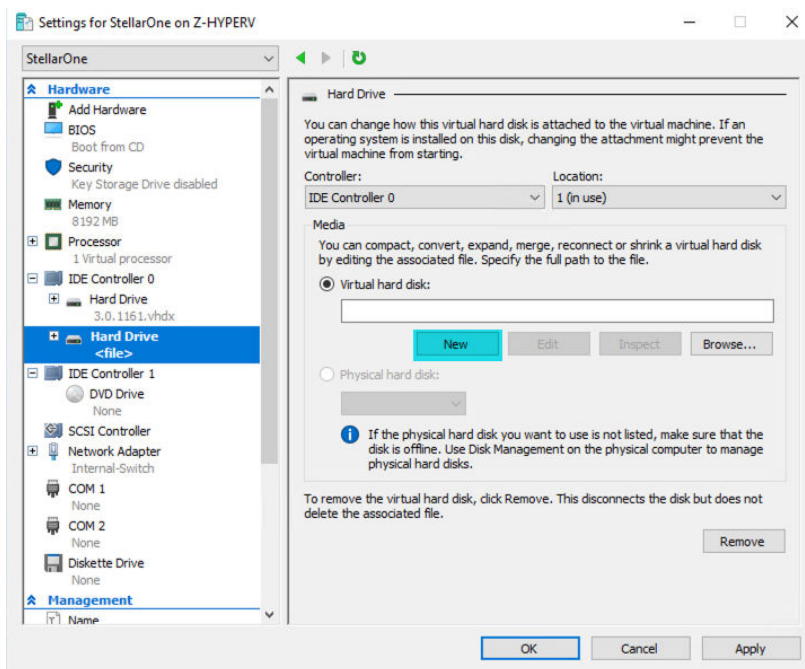 Settings for StellarOne on Z-HYPERV
StellarOne
Hardware
Add Hardware
BIOS
Boot from CD
Security
Key Storage Drive disabled
Memory
8192 MB
Processor
1 Virtual processor
IDE Controller 0
Hard Drive
3.0.1161.vhdx
Hard Drive
<file>
IDE Controller 1
DVD Drive
None
SCSI Controller
Network Adapter
Internal-Switch
COM 1
None
COM 2
None
Diskette Drive
None
Management
Name
Hard Drive
You can change how this virtual hard disk is attached to the virtual machine. If an
operating system is installed on this disk, changing the attachment might prevent the
virtual machine from starting.
Controller: Location:
IDE Controller 0 1 (in use)
Media
You can compact, convert, expand, merge, reconnect or shrink a virtual hard disk
by editing the associated file. Specify the full path to the file.
Virtual hard disk:
New Edit Inspect Browse...
Physical hard disk:
If the physical hard disk you want to use is not listed, make sure that the
disk is offline. Use Disk Management on the physical computer to manage
physical hard disks.
To remove the virtual hard disk, click Remove. This disconnects the disk but does not
delete the associated file.
Remove
OK Cancel Apply